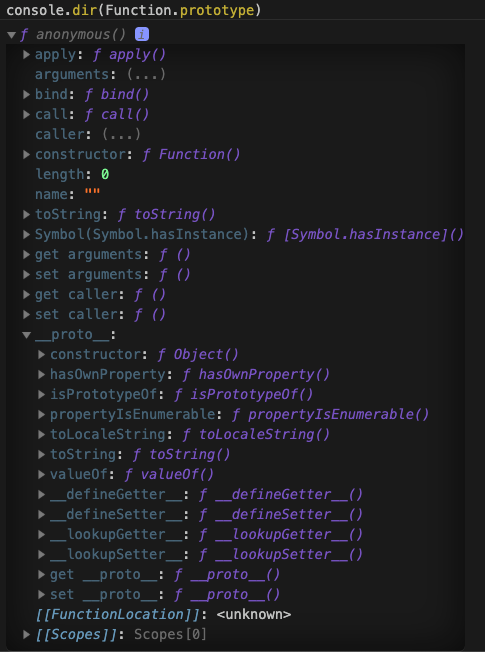 console.dir(Function.prototype)
▼ƒ anonymous() i
▶apply: ƒ apply()
arguments: (...)
▶bind: ƒ bind()
▶call: ƒ call()
caller: (...)
▶constructor: ƒ Function()
length: 0
name: ""
▶toString: ƒ toString()
▶Symbol(Symbol.hasInstance): ƒ [Symbol.hasInstance]()
▶get arguments: ƒ ()
▶set arguments: ƒ ()
▶get caller: ƒ ()
▶set caller: ƒ ()
▼__proto__:
▶constructor: ƒ Object()
▶hasOwnProperty: ƒ hasOwnProperty()
▶isPrototypeOf: ƒ isPrototypeOf()
▶propertyIsEnumerable: ƒ propertyIsEnumerable()
▶toLocaleString: ƒ toLocaleString()
▶toString: ƒ toString()
▶valueOf: ƒ valueOf()
▶__defineGetter__: ƒ __defineGetter__()
▶__defineSetter__: ƒ __defineSetter__()
▶__lookupGetter__: ƒ __lookupGetter__()
▶__lookupSetter__: ƒ __lookupSetter__()
▶get __proto__: ƒ __proto__()
▶set __proto__: ƒ __proto__()
[[FunctionLocation]]: <unknown>
▶[[Scopes]]: Scopes[0]